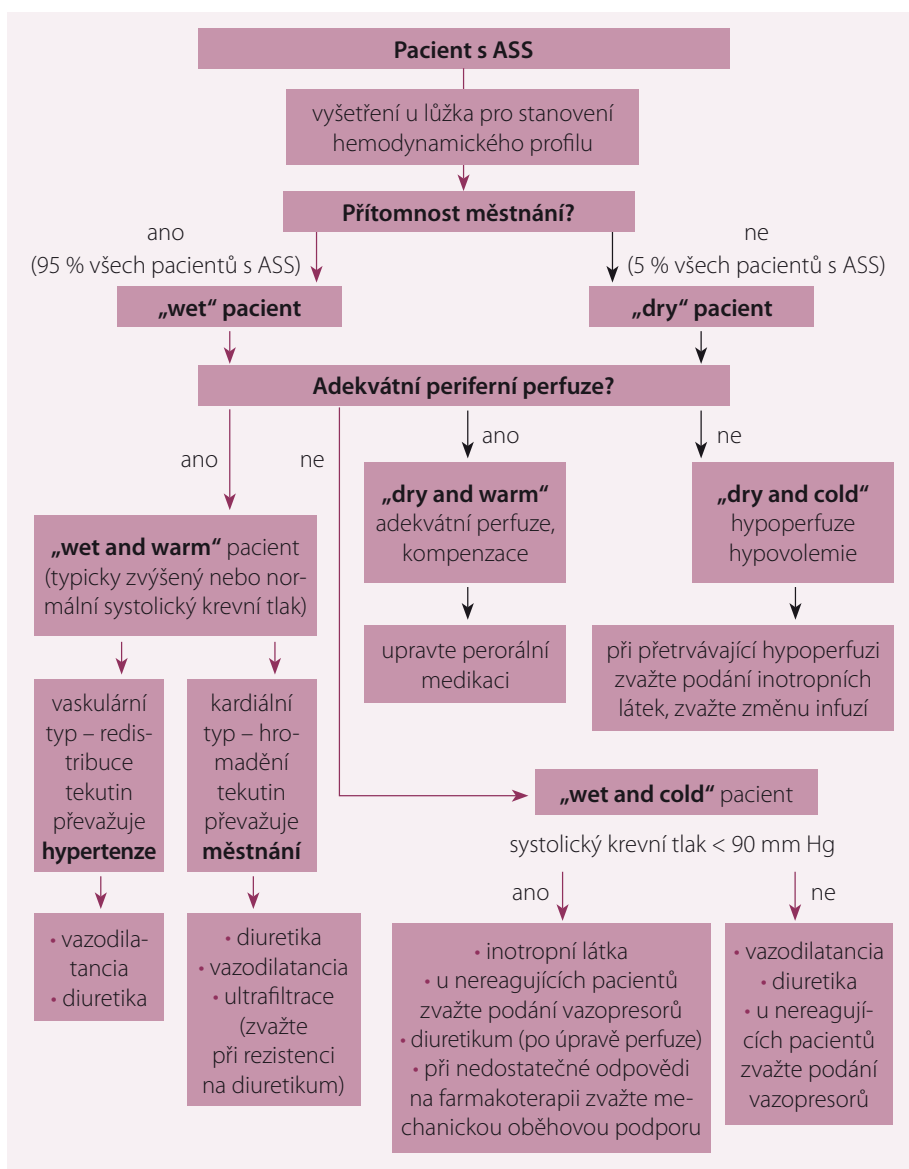 Pacient s ASS
vyšetření u lůžka pro stanovení
hemodynamického profilu
Přítomnost městnání?
ano
(95 % všech pacientů s ASS)
ne
(5 % všech pacientů s ASS)
„wet“ pacient
„dry“ pacient
Adekvátní periferní perfuze?
ano
ne
ano
ne
„wet and warm“ pacient
(typicky zvýšený nebo nor-
mální systolický krevní tlak)
„dry and warm“
adekvátní perfuze,
kompenzace
„dry and cold“
hypoperfuze
hypovolemie
upravte perorální
medikaci
při přetrvávající hypoperfuzi
zvažte podání inotropních
látek, zvažte změnu infuzí
vaskulární
typ – redis-
tribuce
tekutin
převažuje
hypertenze
kardiální
typ – hro-
madění
tekutin
převažuje
městnání
„wet and cold“ pacient
systolický krevní tlak < 90 mm Hg
ano
ne
• vazodila-
tancia
• diuretika
• diuretika
• vazodilatancia
• ultrafiltrace
(zvažte
při rezistenci
na diuretikum)
• inotropní látka
• u nereagujících pacientů
zvažte podání vazopresorů
• diuretikum (po úpravě perfuze)
• při nedostatečné odpovědi
na farmakoterapii zvažte me-
chanickou oběhovou podporu
• vazodilatancia
• diuretika
• u nereagují-
cích pacientů
zvažte podání
vazopresorů